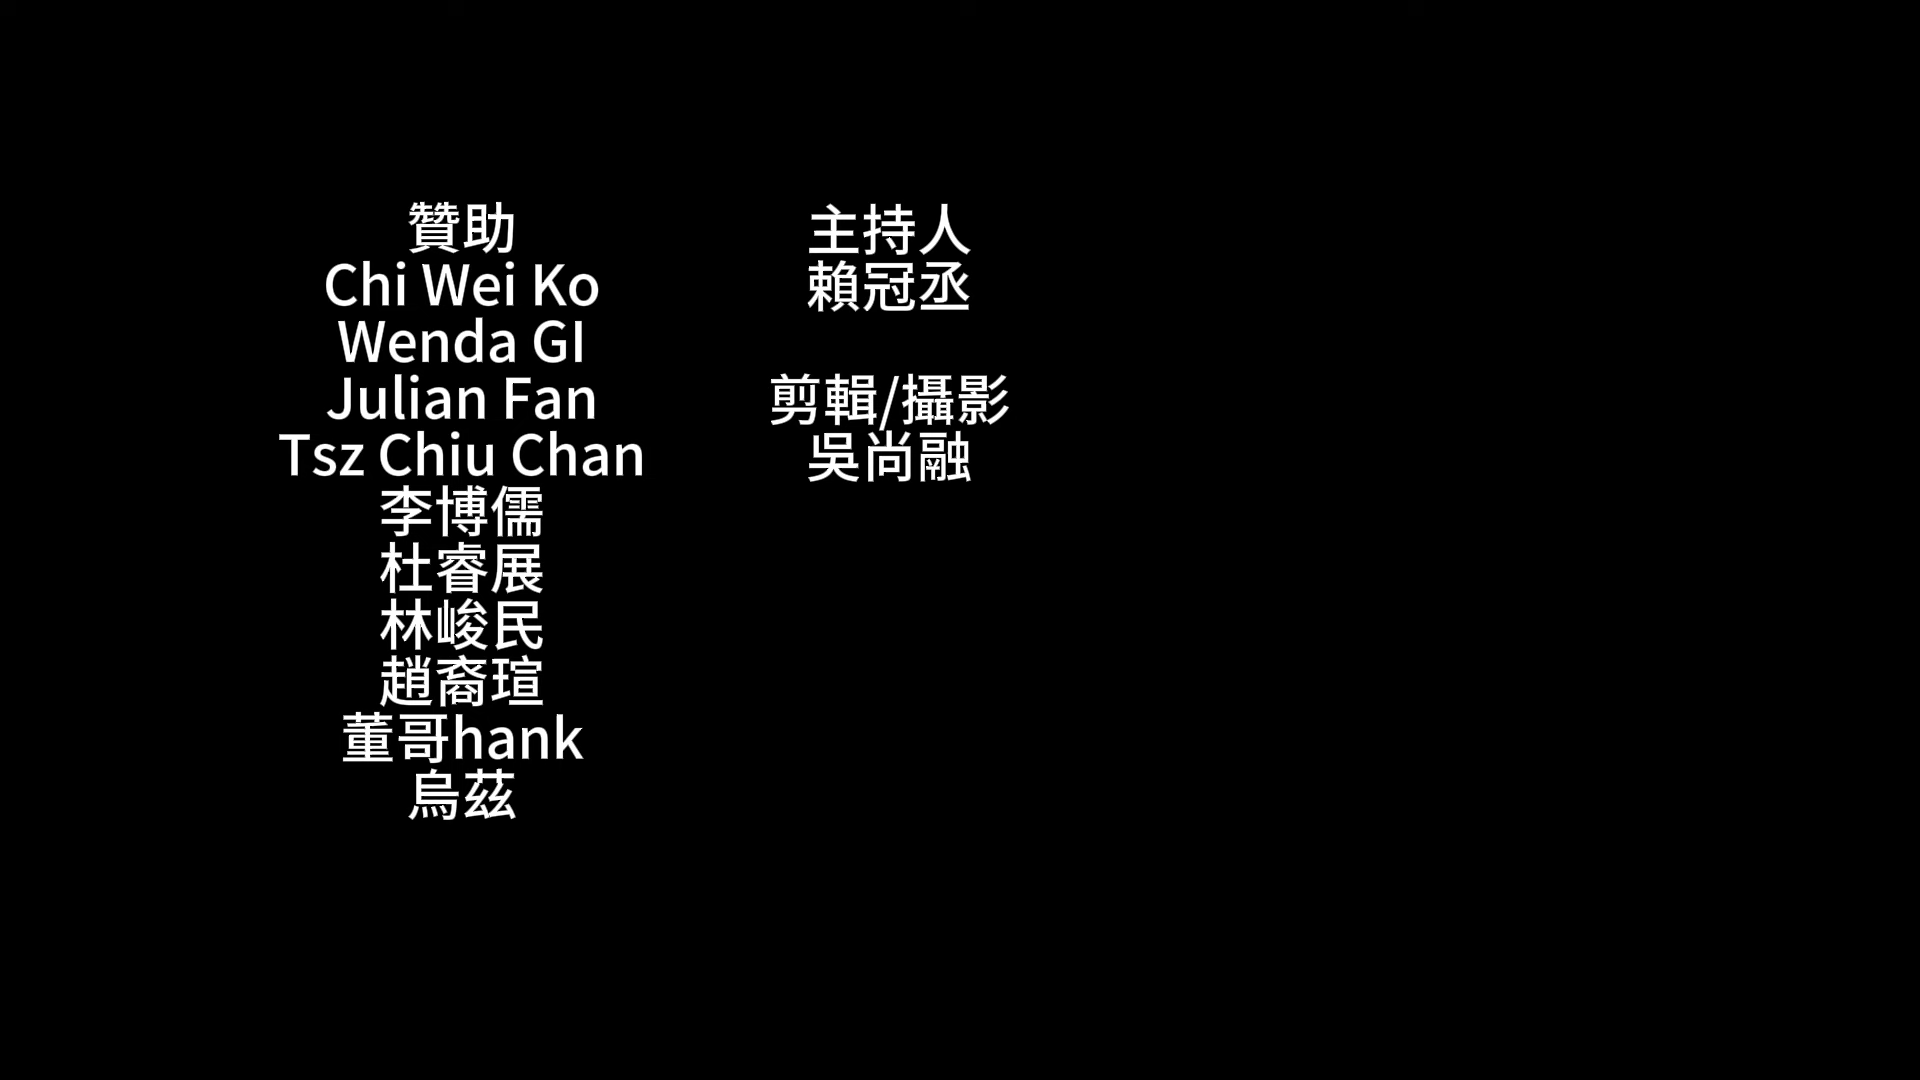 贊助
Chi Wei Ko
Wenda GI
Julian Fan
Tsz Chiu Chan
李博儒
杜睿展
林峻民
趙裔瑄
董哥hank
烏茲
主持人
賴冠丞
剪輯/攝影
吳尚融